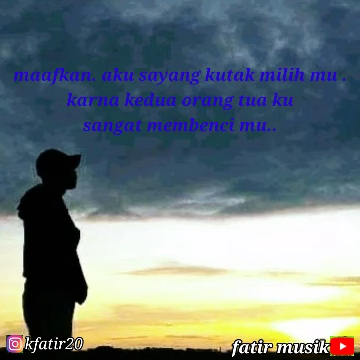 maafkan. aku sayang kutak milih mu .
karna kedua orang tua ku
sangat membenci mu..
kfatir20
fatir musik